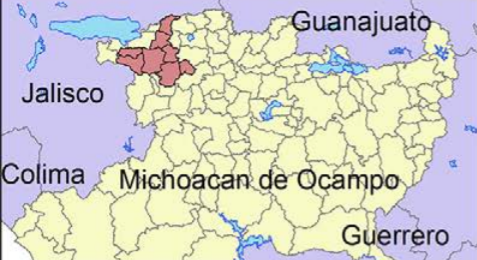 Guanajuato
Jalisco
Colima
Michoacan de Ocampo
Guerrero